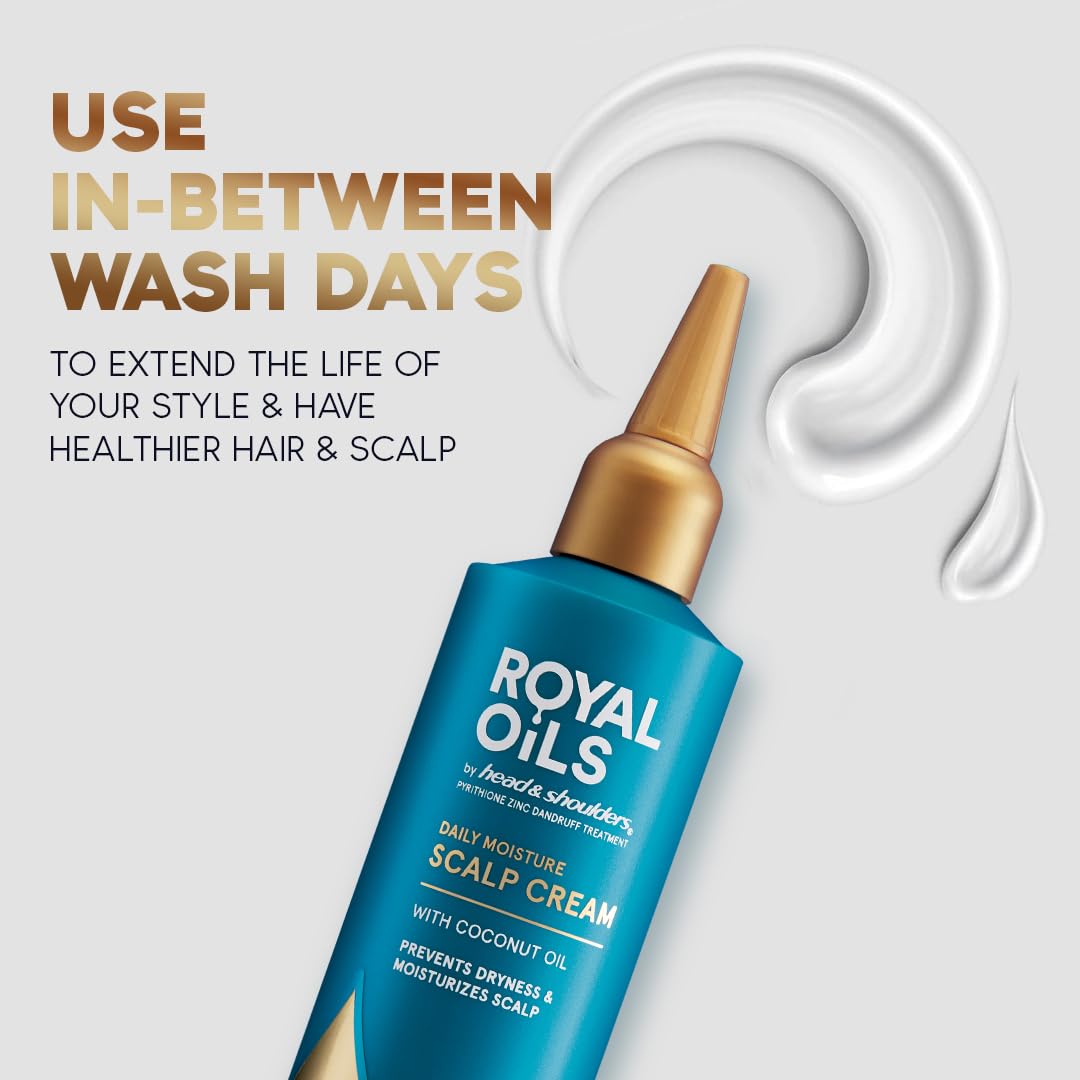 USE
IN-BETWEEN
WASH DAYS
TO EXTEND THE LIFE OF
YOUR STYLE & HAVE
HEALTHIER HAIR & SCALP
ROYAL
OiLS
by head & shoulders®
PYRITHIONE ZINC DANDRUFF TREATMENT
DAILY MOISTURE
SCALP CREAM
WITH COCONUT OIL
PREVENTS DRYNESS &
MOISTURIZES SCALP